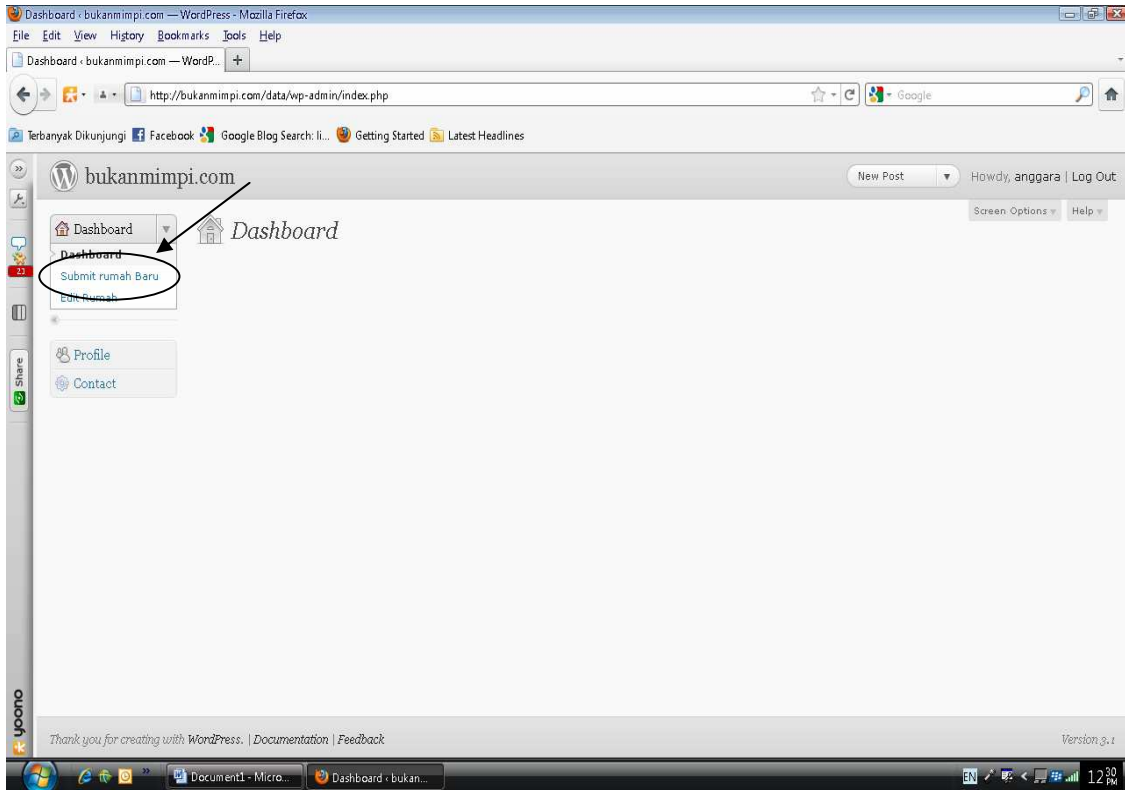 Dashboard ‹ bukanmimpi.com — WordPress - Mozilla Firefox
File Edit View History Bookmarks Tools Help
Dashboard ‹ bukanmimpi.com — WordP... +
http://bukanmimpi.com/data/wp-admin/index.php Google
Terbanyak Dikunjungi Facebook Google Blog Search: li... Getting Started Latest Headlines
bukanmimpi.com New Post Howdy, anggara | Log Out
Screen Options Help
Dashboard Dashboard
Dashboard
Submit rumah Baru
23
Edit Rumah
Profile
Share
Contact
yoono
Thank you for creating with WordPress. | Documentation | Feedback Version 3.1
Document1 - Micro... Dashboard ‹ bukan... EN 12 30 PM